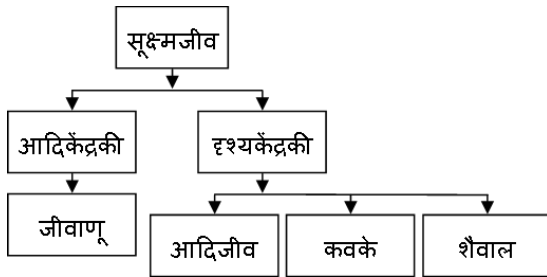 सूक्ष्मजीव
आदिकेंद्रकी
दृश्यकेंद्रकी
जीवाणू
आदिजीव
कवके
शैवाल